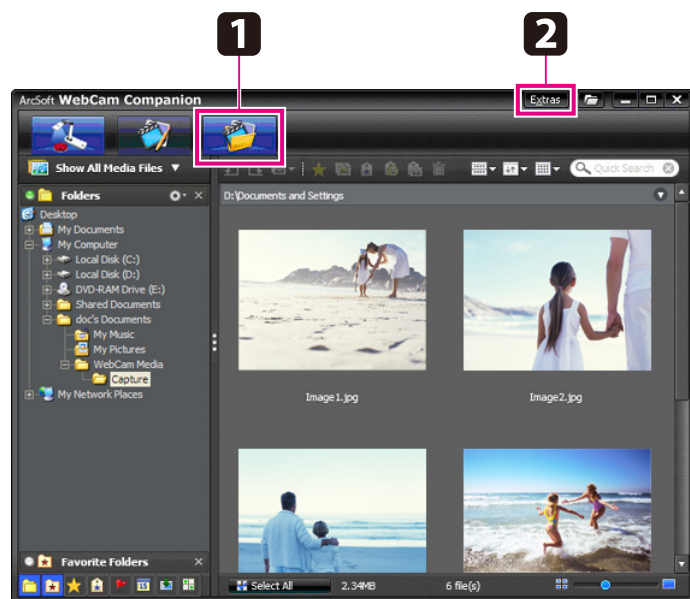 1
2
ArcSoft WebCam Companion
Extras
Show All Media Files
Quick Search
Folders
D:\Documents and Settings
Desktop
My Documents
My Computer
Local Disk (C:)
Local Disk (D:)
DVD-RAM Drive (E:)
Shared Documents
doc's Documents
My Music
My Pictures
WebCam Media
Capture
My Network Places
Image1.jpg
Image2.jpg
Favorite Folders
15
Select All
2.34MB
6 file(s)